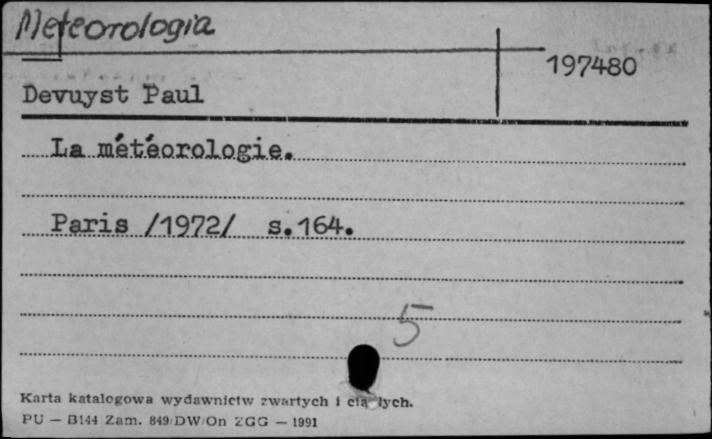 Meteorologia
197480
Devuyst Paul
La météorologie.
Paris /1972/ s.164.
5
Karta katalogowa wydawnictw zwartych i ciągłych.
PU — B144 Zam. 849/DW/On ZGG — 1991